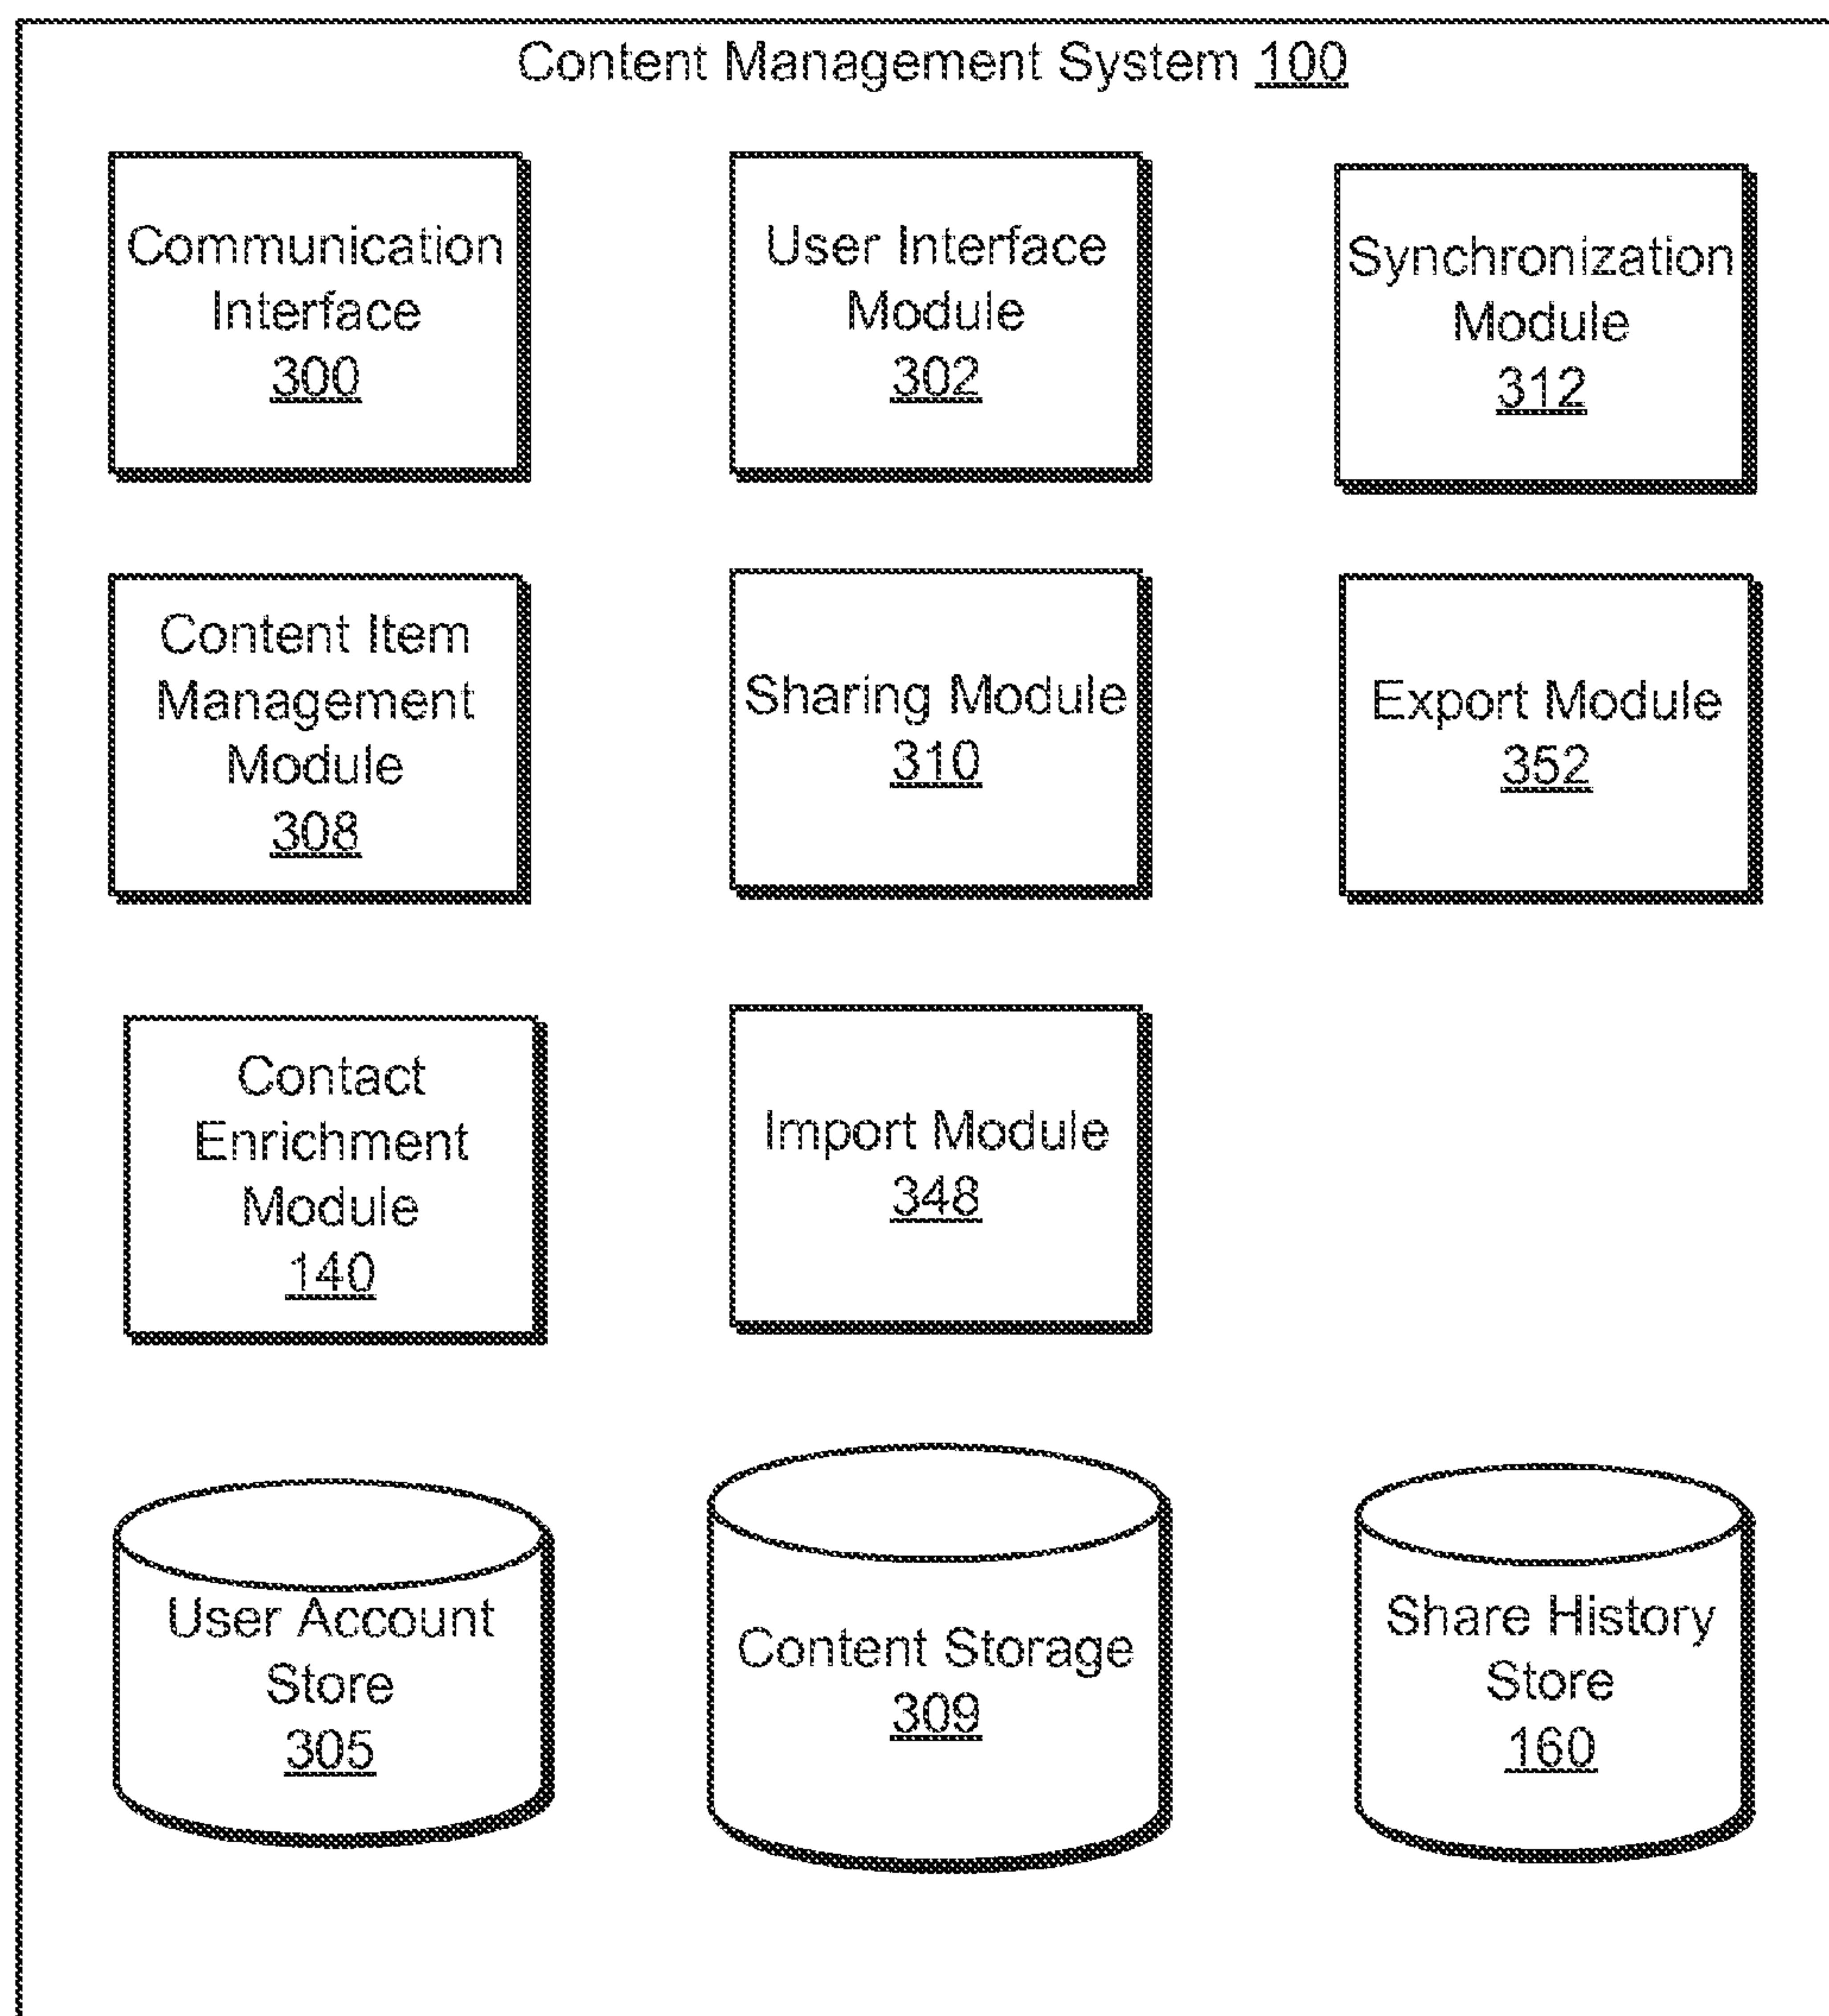 Content Management System 100
Communication
Interface
300
User Interface
Module
302
Synchronization
Module
312
Content Item
Management
Module
308
Sharing Module
310
Export Module
352
Contact
Enrichment
Module
140
Import Module
348
User Account
Store
305
Content Storage
309
Share History
Store
160